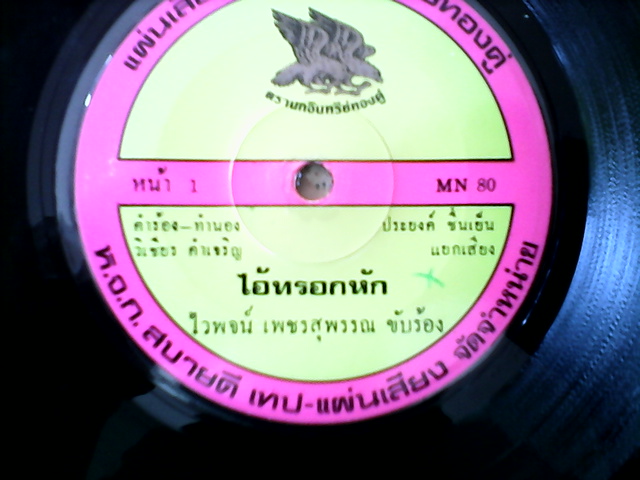 แผ่นเสีย
ทองคู่
ตรานกอินทรีย์ทองคู่
หน้า 1
MN 80
คำร้อง-ทำนอง
วิเชียร คำเจริญ
ประยงค์ ชื่นเย็น
แยกเสียง
ไอ้ทรอกหัก
ไวพจน์ เพชรสุพรรณ ขับร้อง
ห.จ.ก. สบายดี เทป-แผ่นเสียง จัดจำหน่าย